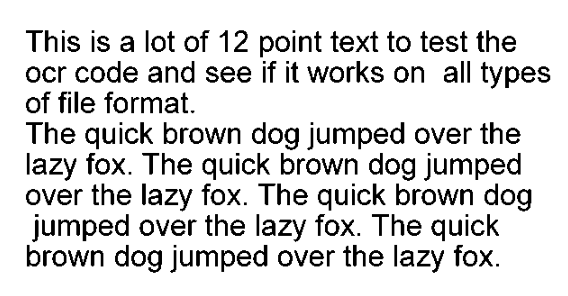 This is a lot of 12 point text to test the
ocr code and see if it works on  all types
of file format.
The quick brown dog jumped over the
lazy fox. The quick brown dog jumped
over the lazy fox. The quick brown dog
 jumped over the lazy fox. The quick
brown dog jumped over the lazy fox.